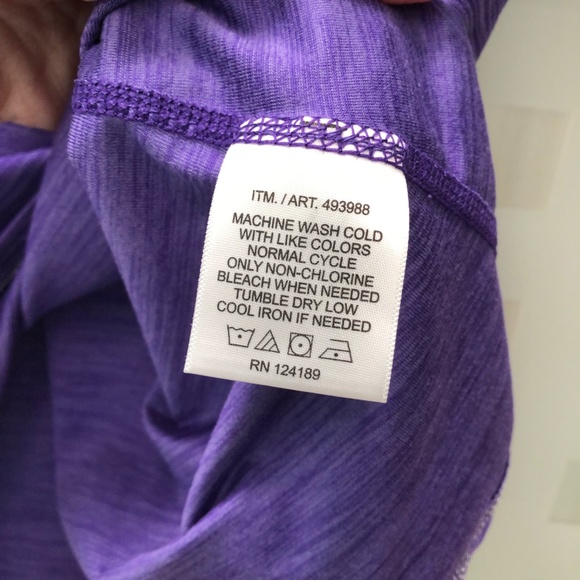 ITM. / ART. 493988
MACHINE WASH COLD
WITH LIKE COLORS
NORMAL CYCLE
ONLY NON-CHLORINE
BLEACH WHEN NEEDED
TUMBLE DRY LOW
COOL IRON IF NEEDED
RN 124189